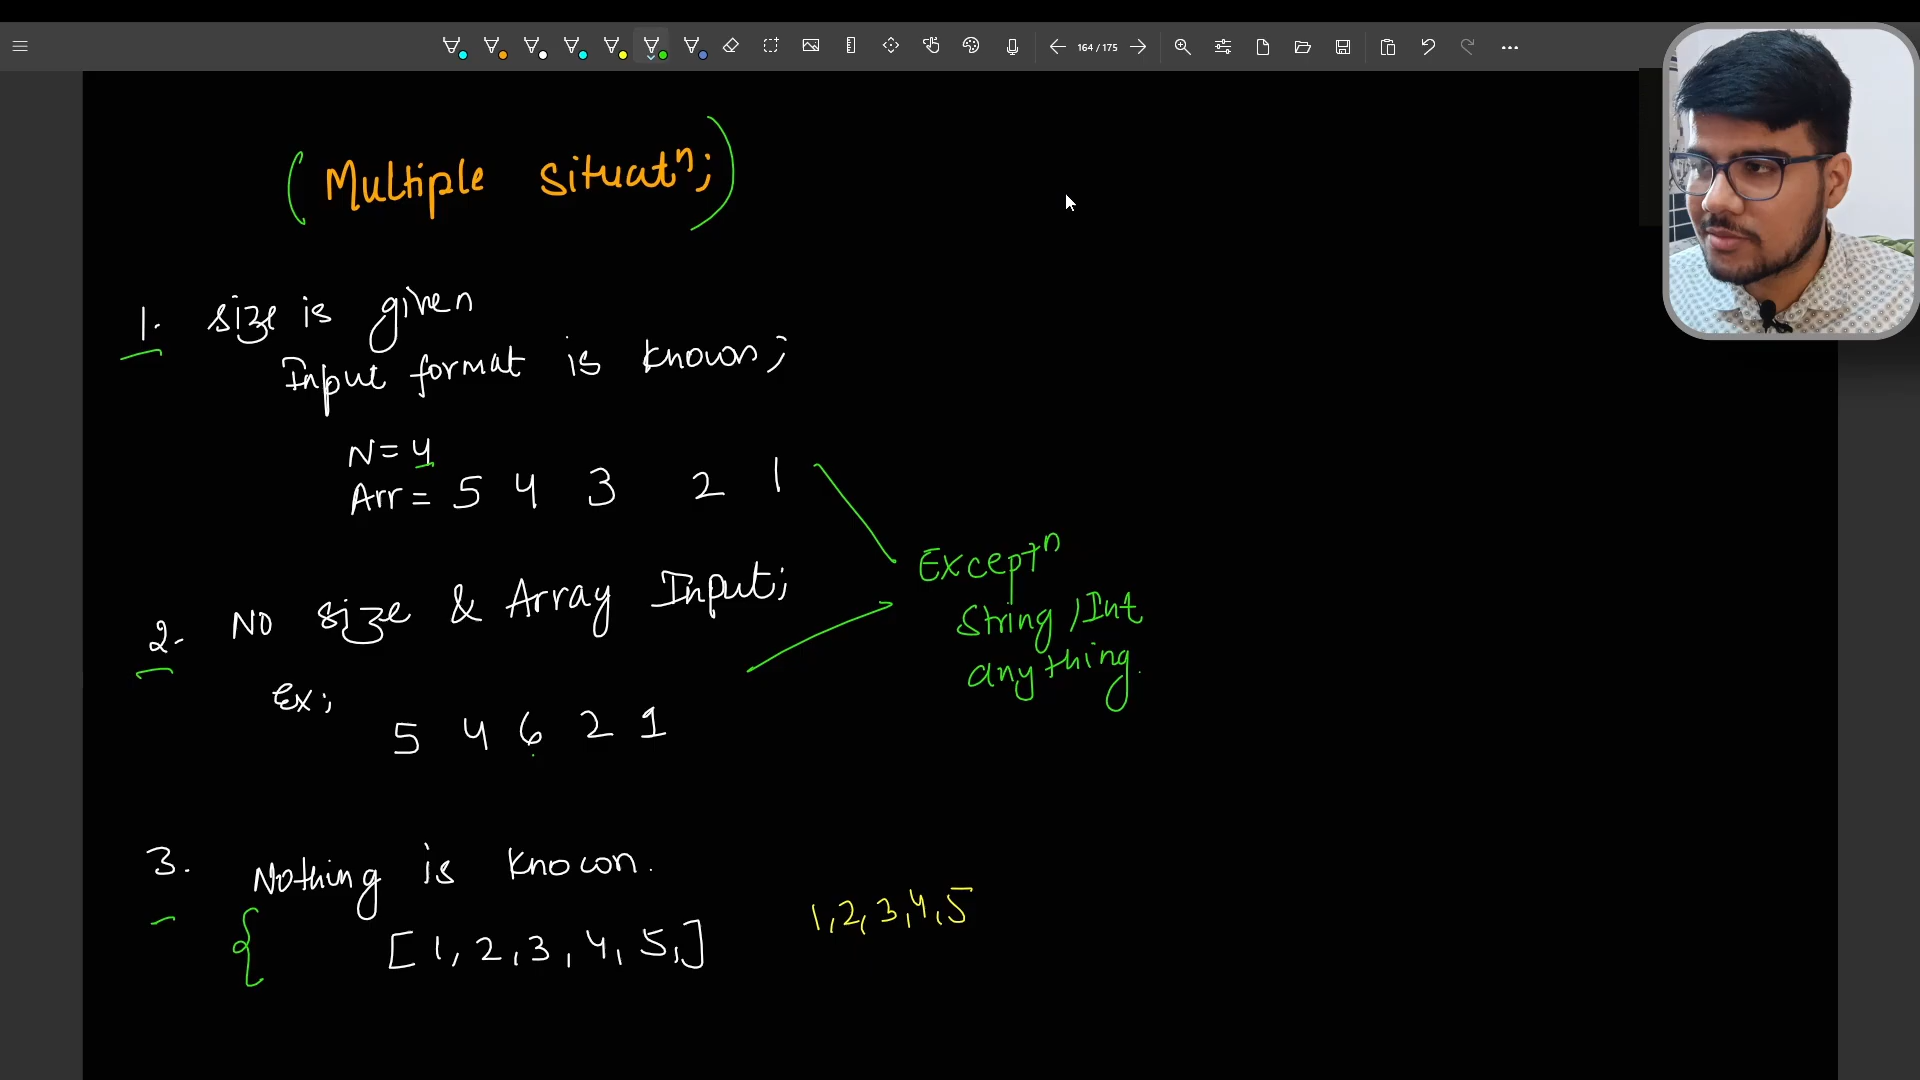 164 / 175
(Multiple Situatⁿ;)
1. Size is given
Input format is known;
N = 4
Arr = 5 4 3 2 1
Exceptⁿ
String / Int
anything.
2. No size & Array Input;
Ex;
5 4 6 2 1
3. Nothing is known.
{ [1, 2, 3, 4, 5,] 1,2,3,4,5